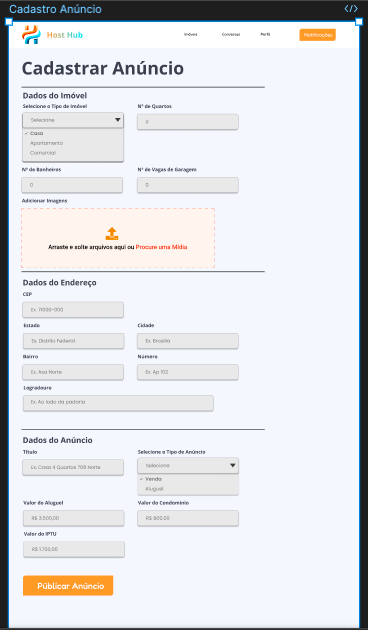 Cadastro Anúncio
</>
Host Hub
Imóveis
Conversas
Perfil
Notificações
Cadastrar Anúncio
Dados do Imóvel
Selecione o Tipo de Imóvel
Nº de Quartos
Selecione
0
✓ Casa
Apartamento
Comercial
Nº de Banheiros
Nº de Vagas de Garagem
0
0
Adicionar Imagens
Arraste e solte arquivos aqui ou Procure uma Mídia
Dados do Endereço
CEP
Ex. 71000-000
Estado
Cidade
Ex. Distrito Federal
Ex. Brasília
Bairro
Número
Ex. Asa Norte
Ex. Ap 102
Logradouro
Ex. Ao lado da padaria
Dados do Anúncio
Título
Selecione o Tipo de Anúncio
Ex. Casa 4 Quartos 708 Norte
Selecione
✓ Venda
Aluguel
Valor do Aluguel
Valor do Condomínio
R$ 3.500,00
R$ 800,00
Valor do IPTU
R$ 1.700,00
Públicar Anúncio